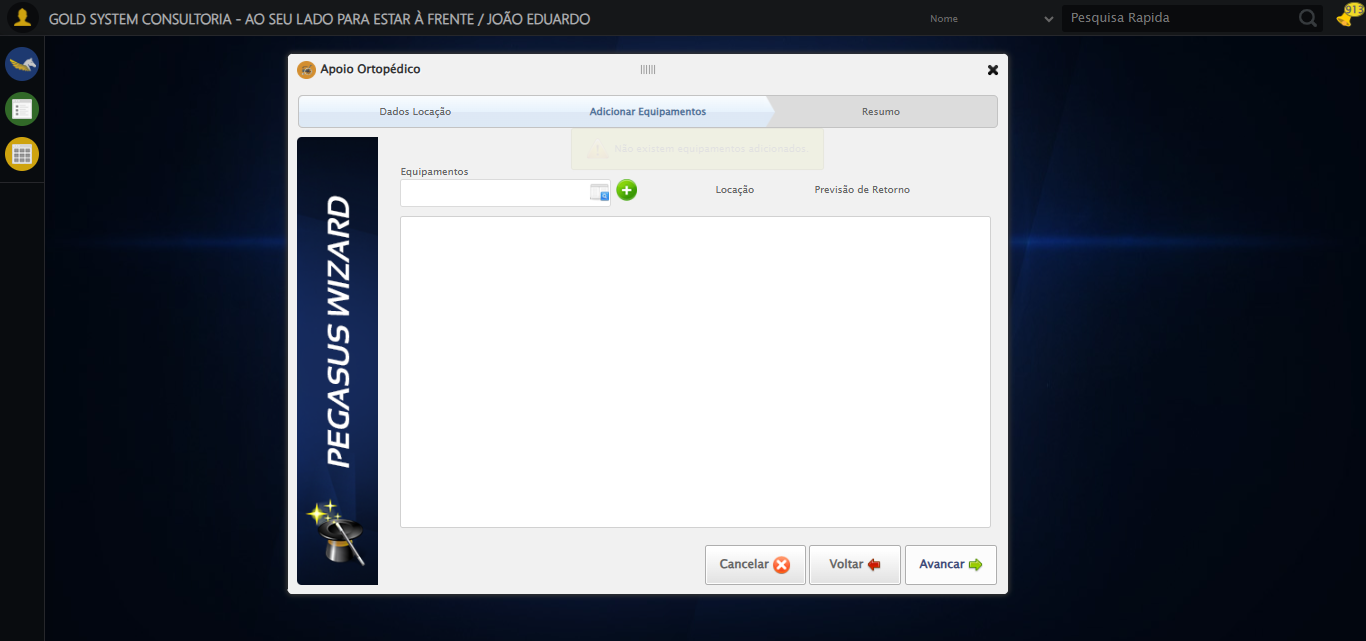 GOLD SYSTEM CONSULTORIA - AO SEU LADO PARA ESTAR À FRENTE / JOÃO EDUARDO
Nome
Pesquisa Rapida
913
Apoio Ortopédico
Dados Locação
Adicionar Equipamentos
Resumo
Não existem equipamentos adicionados.
Equipamentos
Locação
Previsão de Retorno
PEGASUS WIZARD
Cancelar
Voltar
Avancar